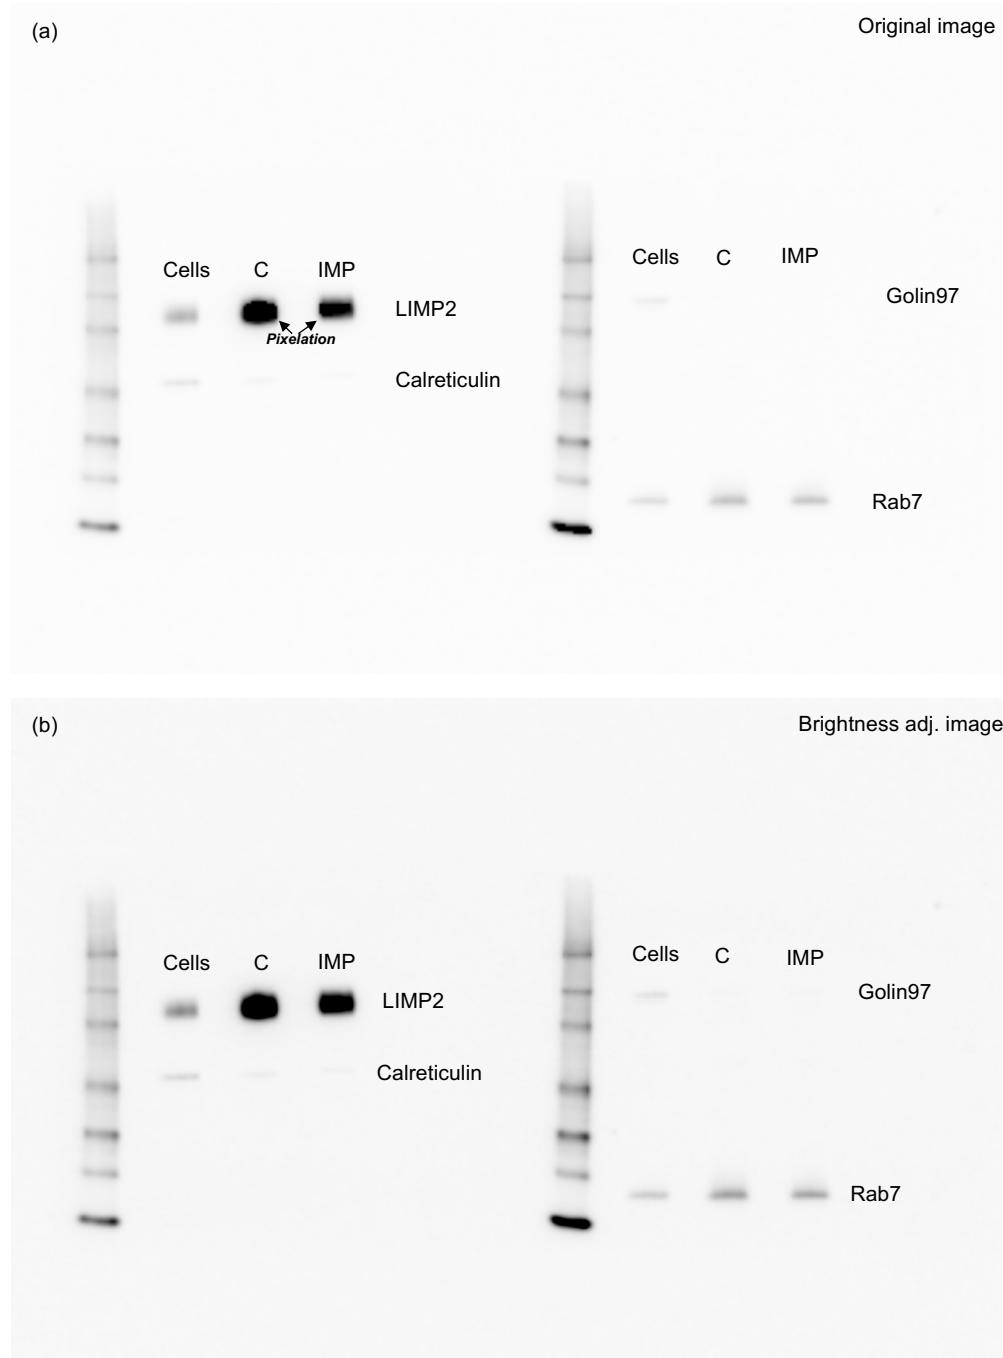 (a)
Original image
Cells C IMP
LIMP2
Pixelation
Calreticulin
Cells C IMP
Golin97
Rab7
(b)
Brightness adj. image
Cells C IMP
LIMP2
Calreticulin
Cells C IMP
Golin97
Rab7